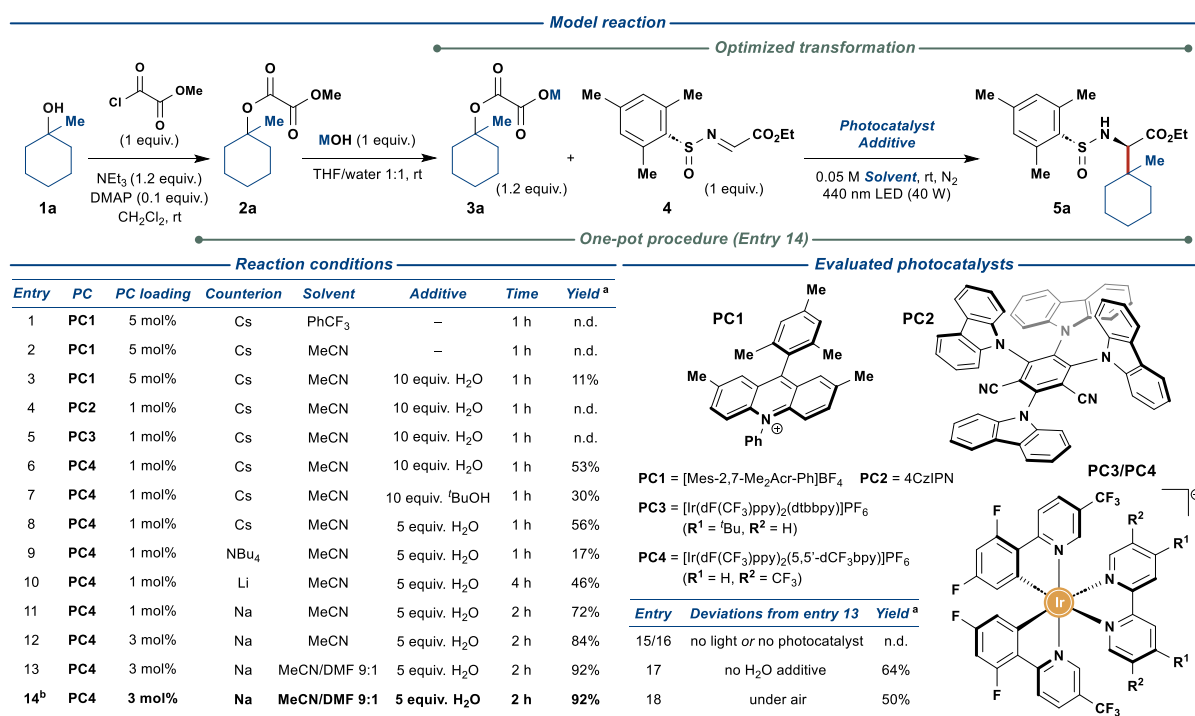 Model reaction
Optimized transformation
OH
Me
1a
O
Cl
OMe
O
(1 equiv.)
NEt3 (1.2 equiv.)
DMAP (0.1 equiv.)
CH2Cl2, rt
O
OMe
O
Me
O
2a
MOH (1 equiv.)
THF/water 1:1, rt
O
OM
O
Me
O
(1.2 equiv.)
3a
+
Me
Me
N
CO2Et
S
Me
O
(1 equiv.)
4
Photocatalyst
Additive
0.05 M Solvent, rt, N2
440 nm LED (40 W)
Me
Me
H
N
CO2Et
S
Me
Me
O
5a
One-pot procedure (Entry 14)
Reaction conditions
Entry PC PC loading Counterion Solvent Additive Time Yield a
1 PC1 5 mol% Cs PhCF3 – 1 h n.d.
2 PC1 5 mol% Cs MeCN – 1 h n.d.
3 PC1 5 mol% Cs MeCN 10 equiv. H2O 1 h 11%
4 PC2 1 mol% Cs MeCN 10 equiv. H2O 1 h n.d.
5 PC3 1 mol% Cs MeCN 10 equiv. H2O 1 h n.d.
6 PC4 1 mol% Cs MeCN 10 equiv. H2O 1 h 53%
7 PC4 1 mol% Cs MeCN 10 equiv. tBuOH 1 h 30%
8 PC4 1 mol% Cs MeCN 5 equiv. H2O 1 h 56%
9 PC4 1 mol% NBu4 MeCN 5 equiv. H2O 1 h 17%
10 PC4 1 mol% Li MeCN 5 equiv. H2O 4 h 46%
11 PC4 1 mol% Na MeCN 5 equiv. H2O 2 h 72%
12 PC4 3 mol% Na MeCN 5 equiv. H2O 2 h 84%
13 PC4 3 mol% Na MeCN/DMF 9:1 5 equiv. H2O 2 h 92%
14b PC4 3 mol% Na MeCN/DMF 9:1 5 equiv. H2O 2 h 92%
Evaluated photocatalysts
PC1
Me
Me
Me
Me
Me
N
⊕
Ph
PC2
N
N
N
NC
CN
N
PC1 = [Mes-2,7-Me2Acr-Ph]BF4 PC2 = 4CzIPN
PC3 = [Ir(dF(CF3)ppy)2(dtbbpy)]PF6
(R1 = tBu, R2 = H)
PC4 = [Ir(dF(CF3)ppy)2(5,5'-dCF3bpy)]PF6
(R1 = H, R2 = CF3)
Entry Deviations from entry 13 Yield a
15/16 no light or no photocatalyst n.d.
17 no H2O additive 64%
18 under air 50%
PC3/PC4
CF3
⊕
R2
R1
F
N
N
F
Ir
F
N
N
R1
R2
F
CF3